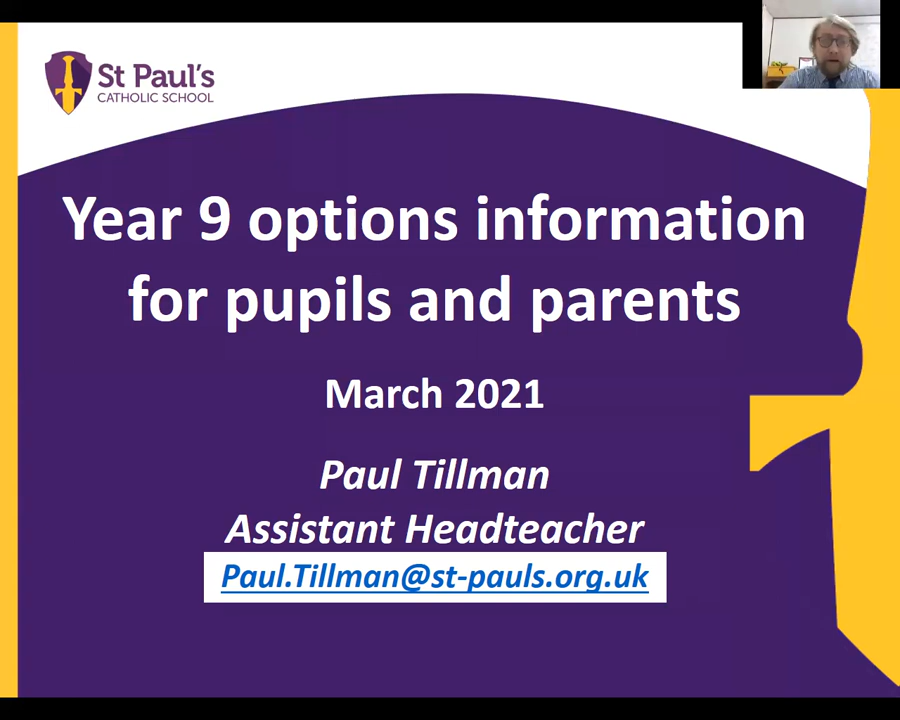 St Paul's
CATHOLIC SCHOOL
Year 9 options information
for pupils and parents
March 2021
Paul Tillman
Assistant Headteacher
Paul.Tillman@st-pauls.org.uk